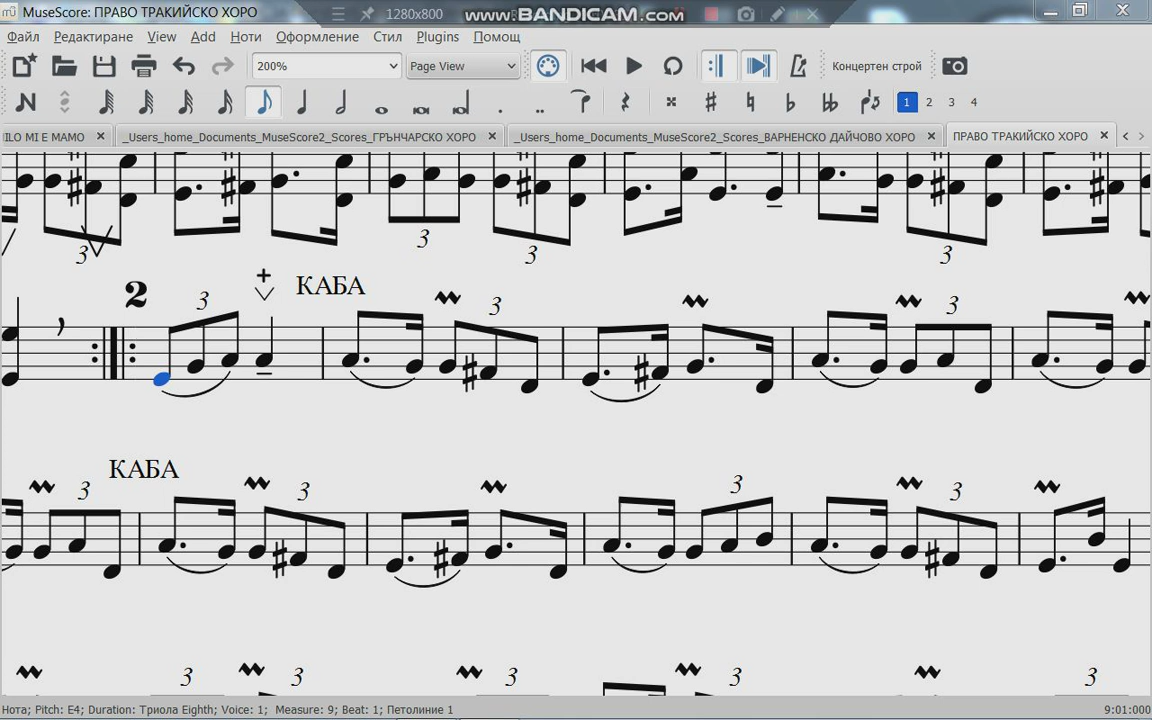 MuseScore: ПРАВО ТРАКИЙСКО ХОРО
1280x800
www.BANDICAM.com
Файл Редактиране View Add Ноти Оформление Стил Plugins Помощ
200% Page View Концертен строй
1 2 3 4
ILO MI E MAMO _Users_home_Documents_MuseScore2_Scores_ГРЪНЧАРСКО ХОРО _Users_home_Documents_MuseScore2_Scores_ВАРНЕНСКО ДАЙЧОВО ХОРО ПРАВО ТРАКИЙСКО ХОРО
3 3 3 3
2 3 + КАБА 3 3
КАБА
3 3 3 3
3 3 3 3
Нота; Pitch: E4; Duration: Триола Eighth; Voice: 1; Measure: 9; Beat: 1; Петолиние 1 9:01:000